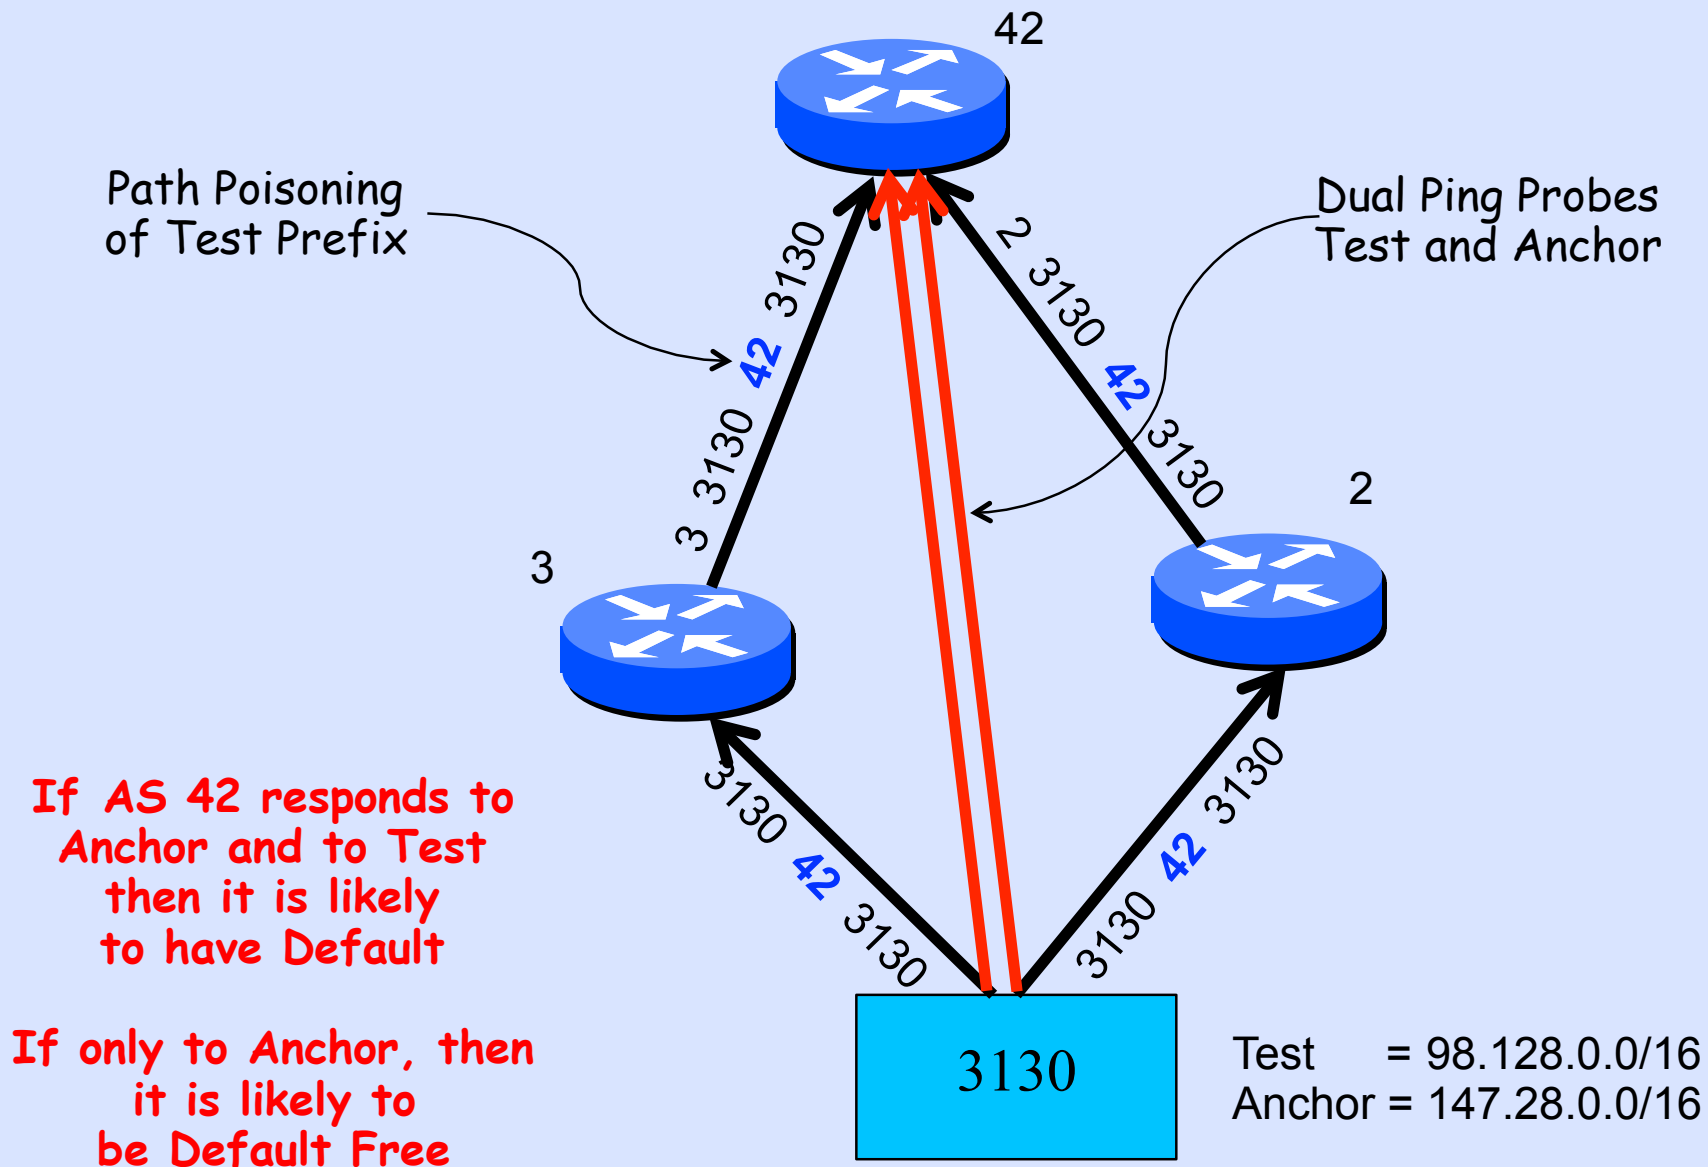 42
Path Poisoning
of Test Prefix
Dual Ping Probes
Test and Anchor
3 3130 42 3130
2 3130 42 3130
3
2
3130 42 3130
3130 42 3130
If AS 42 responds to
Anchor and to Test
then it is likely
to have Default
If only to Anchor, then
it is likely to
be Default Free
3130
Test = 98.128.0.0/16
Anchor = 147.28.0.0/16